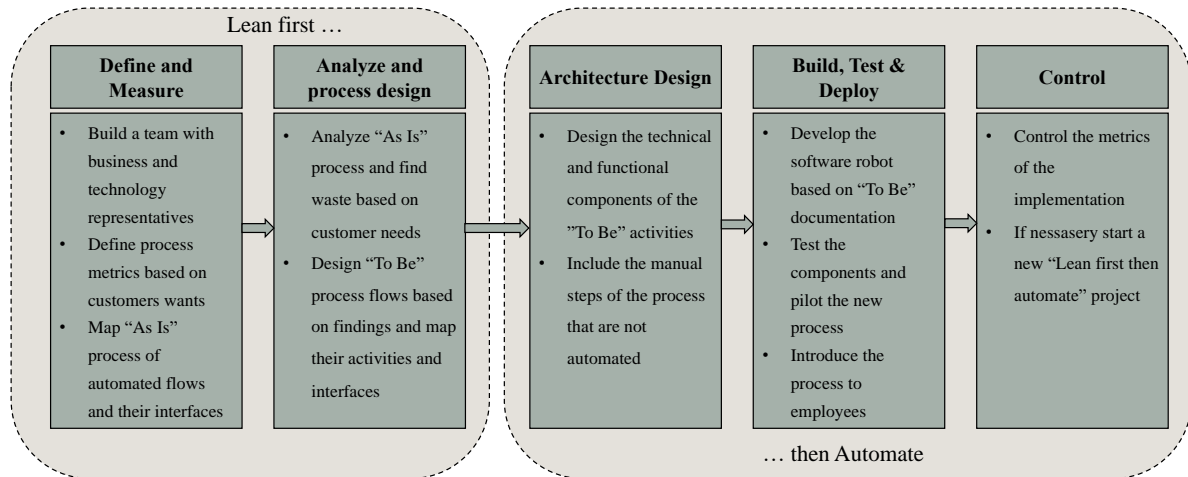 Lean first …
Define and
Measure
• Build a team with
business and
technology
representatives
• Define process
metrics based on
customers wants
• Map “As Is”
process of
automated flows
and their interfaces
Analyze and
process design
• Analyze “As Is”
process and find
waste based on
customer needs
• Design “To Be”
process flows based
on findings and map
their activities and
interfaces
Architecture Design
• Design the technical
and functional
components of the
”To Be” activities
• Include the manual
steps of the process
that are not
automated
Build, Test &
Deploy
• Develop the
software robot
based on “To Be”
documentation
• Test the
components and
pilot the new
process
• Introduce the
process to
employees
Control
• Control the metrics
of the
implementation
• If nessasery start a
new “Lean first then
automate” project
… then Automate